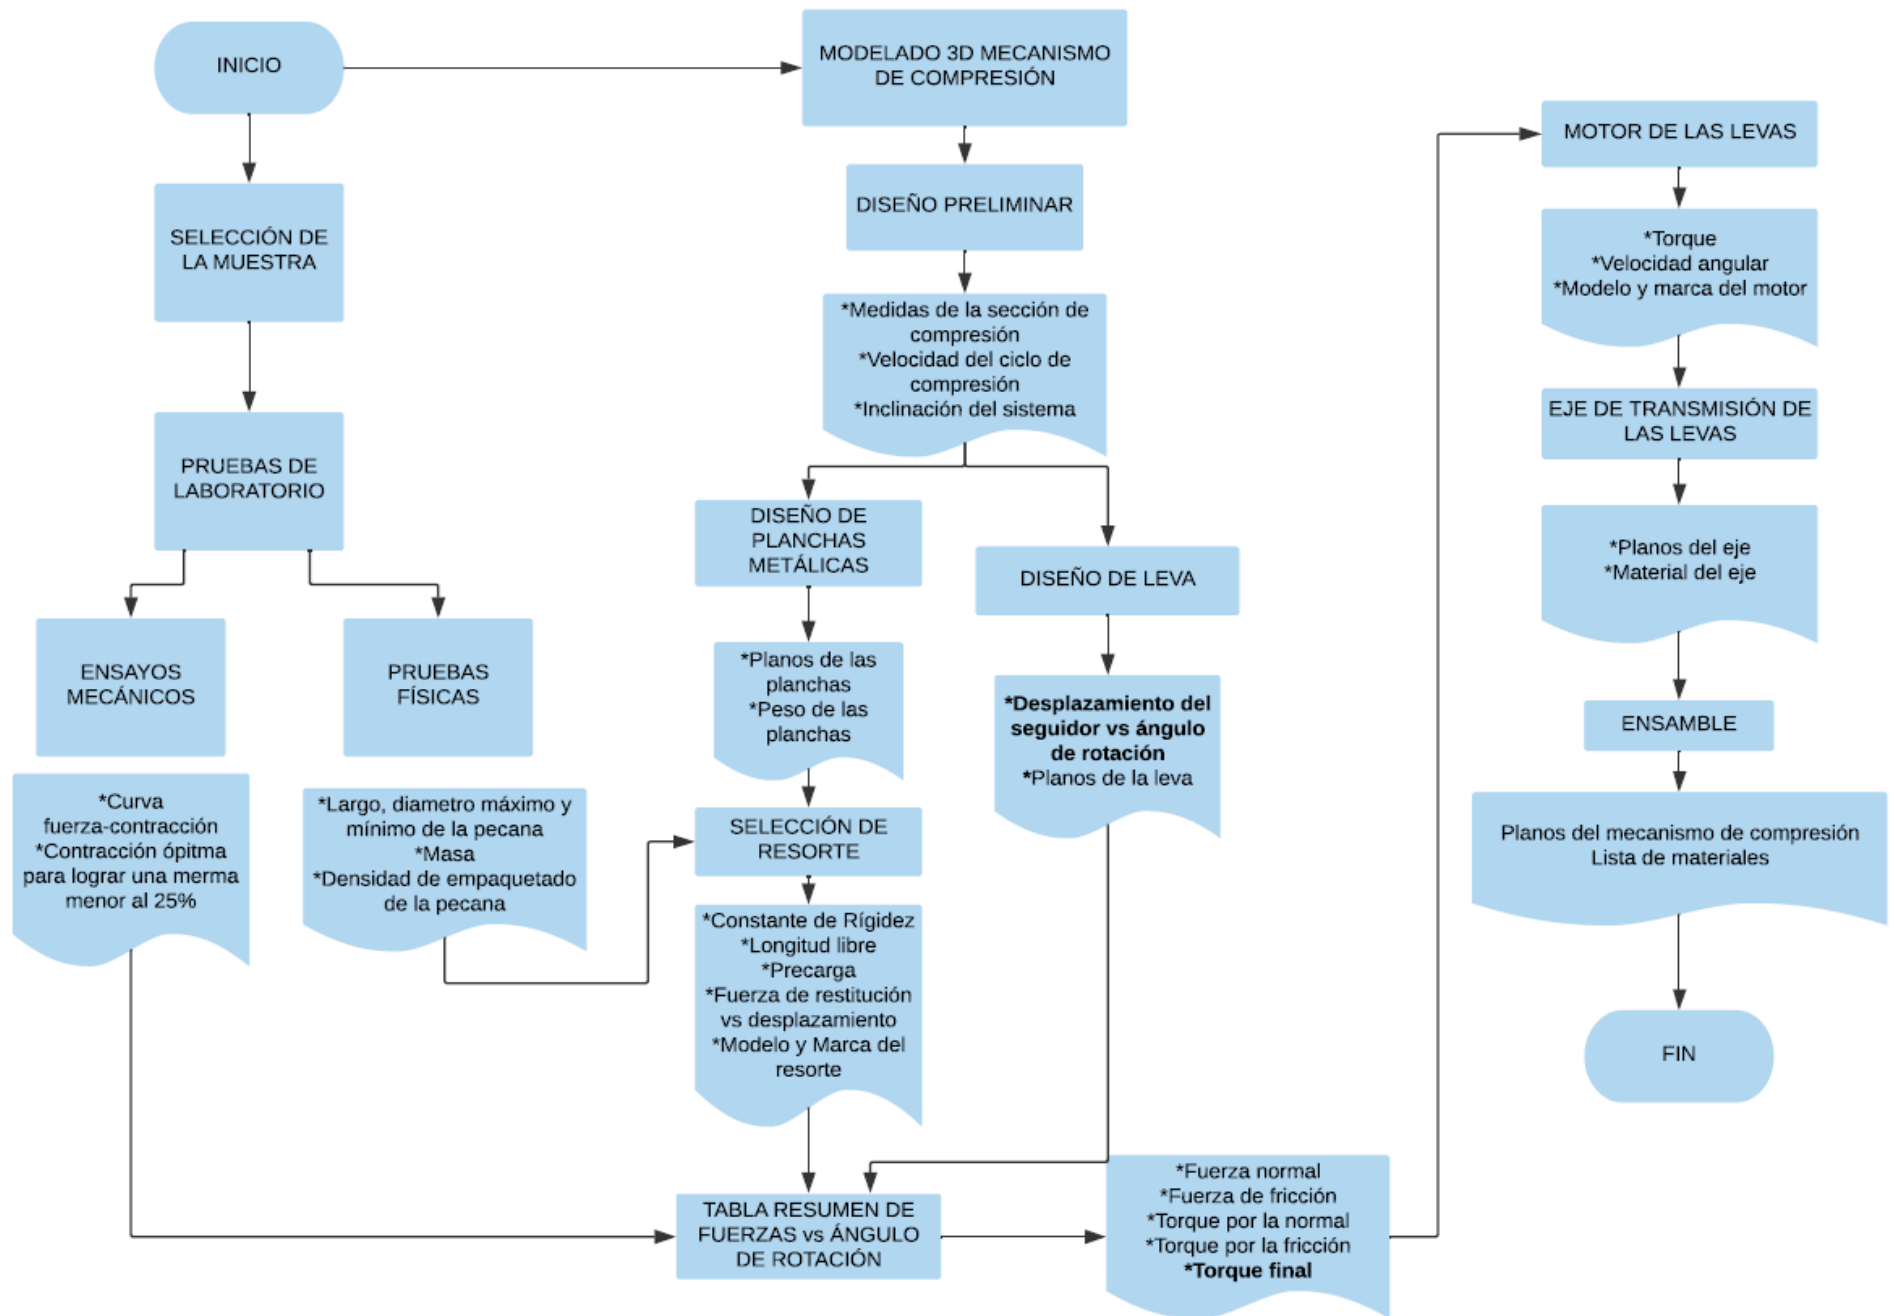 INICIO
MODELADO 3D MECANISMO
DE COMPRESIÓN
SELECCIÓN DE
LA MUESTRA
PRUEBAS DE
LABORATORIO
ENSAYOS
MECÁNICOS
PRUEBAS
FÍSICAS
*Curva
fuerza-contracción
*Contracción ópitma
para lograr una merma
menor al 25%
*Largo, diametro máximo y
mínimo de la pecana
*Masa
*Densidad de empaquetado
de la pecana
DISEÑO PRELIMINAR
*Medidas de la sección de
compresión
*Velocidad del ciclo de
compresión
*Inclinación del sistema
DISEÑO DE
PLANCHAS
METÁLICAS
*Planos de las
planchas
*Peso de las
planchas
SELECCIÓN DE
RESORTE
*Constante de Rígidez
*Longitud libre
*Precarga
*Fuerza de restitución
vs desplazamiento
*Modelo y Marca del
resorte
DISEÑO DE LEVA
*Desplazamiento del
seguidor vs ángulo
de rotación
*Planos de la leva
TABLA RESUMEN DE
FUERZAS vs ÁNGULO
DE ROTACIÓN
*Fuerza normal
*Fuerza de fricción
*Torque por la normal
*Torque por la fricción
*Torque final
MOTOR DE LAS LEVAS
*Torque
*Velocidad angular
*Modelo y marca del motor
EJE DE TRANSMISIÓN DE
LAS LEVAS
*Planos del eje
*Material del eje
ENSAMBLE
Planos del mecanismo de compresión
Lista de materiales
FIN